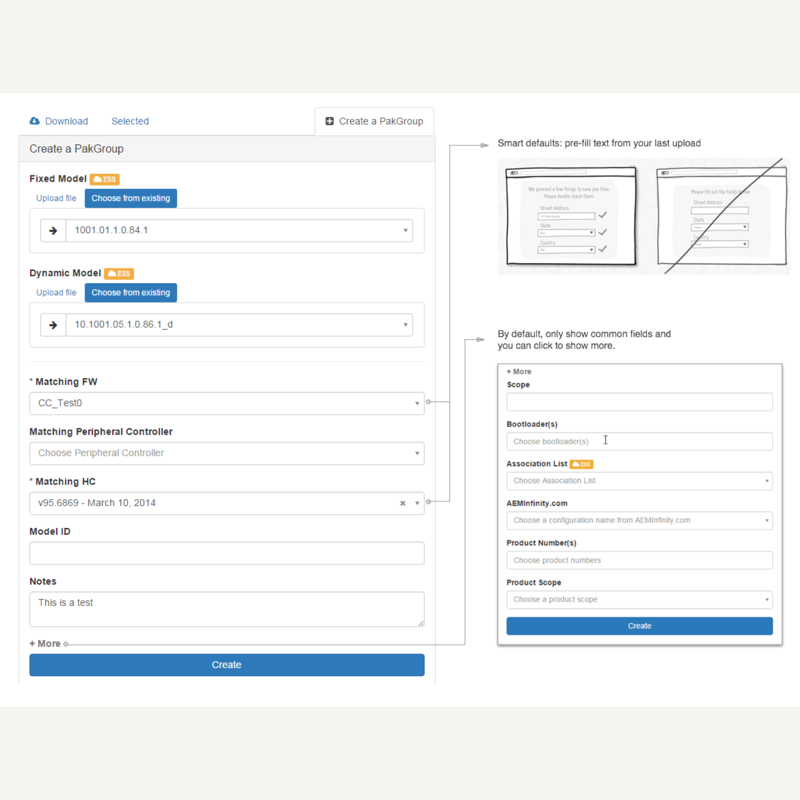 Download
Selected
Create a PakGroup
Create a PakGroup
Fixed Model ESS
Upload file
Choose from existing
1001.01.1.0.84.1
Dynamic Model ESS
Upload file
Choose from existing
10.1001.05.1.0.86.1_d
* Matching FW
CC_Test0
Matching Peripheral Controller
Choose Peripheral Controller
* Matching HC
v95.6869 - March 10, 2014
Model ID
Notes
This is a test
+ More
Create
Smart defaults: pre-fill text from your last upload
We guessed a few things to save you time.
Please double check them:
Street Address
State
Country
Please fill out the fields below
Street Address
State
Country
By default, only show common fields and
you can click to show more.
+ More
Scope
Bootloader(s)
Choose bootloader(s)
Association List ESS
Choose Association List
AEMInfinity.com
Choose a configuration name from AEMInfinity.com
Product Number(s)
Choose product numbers
Product Scope
Choose a product scope
Create